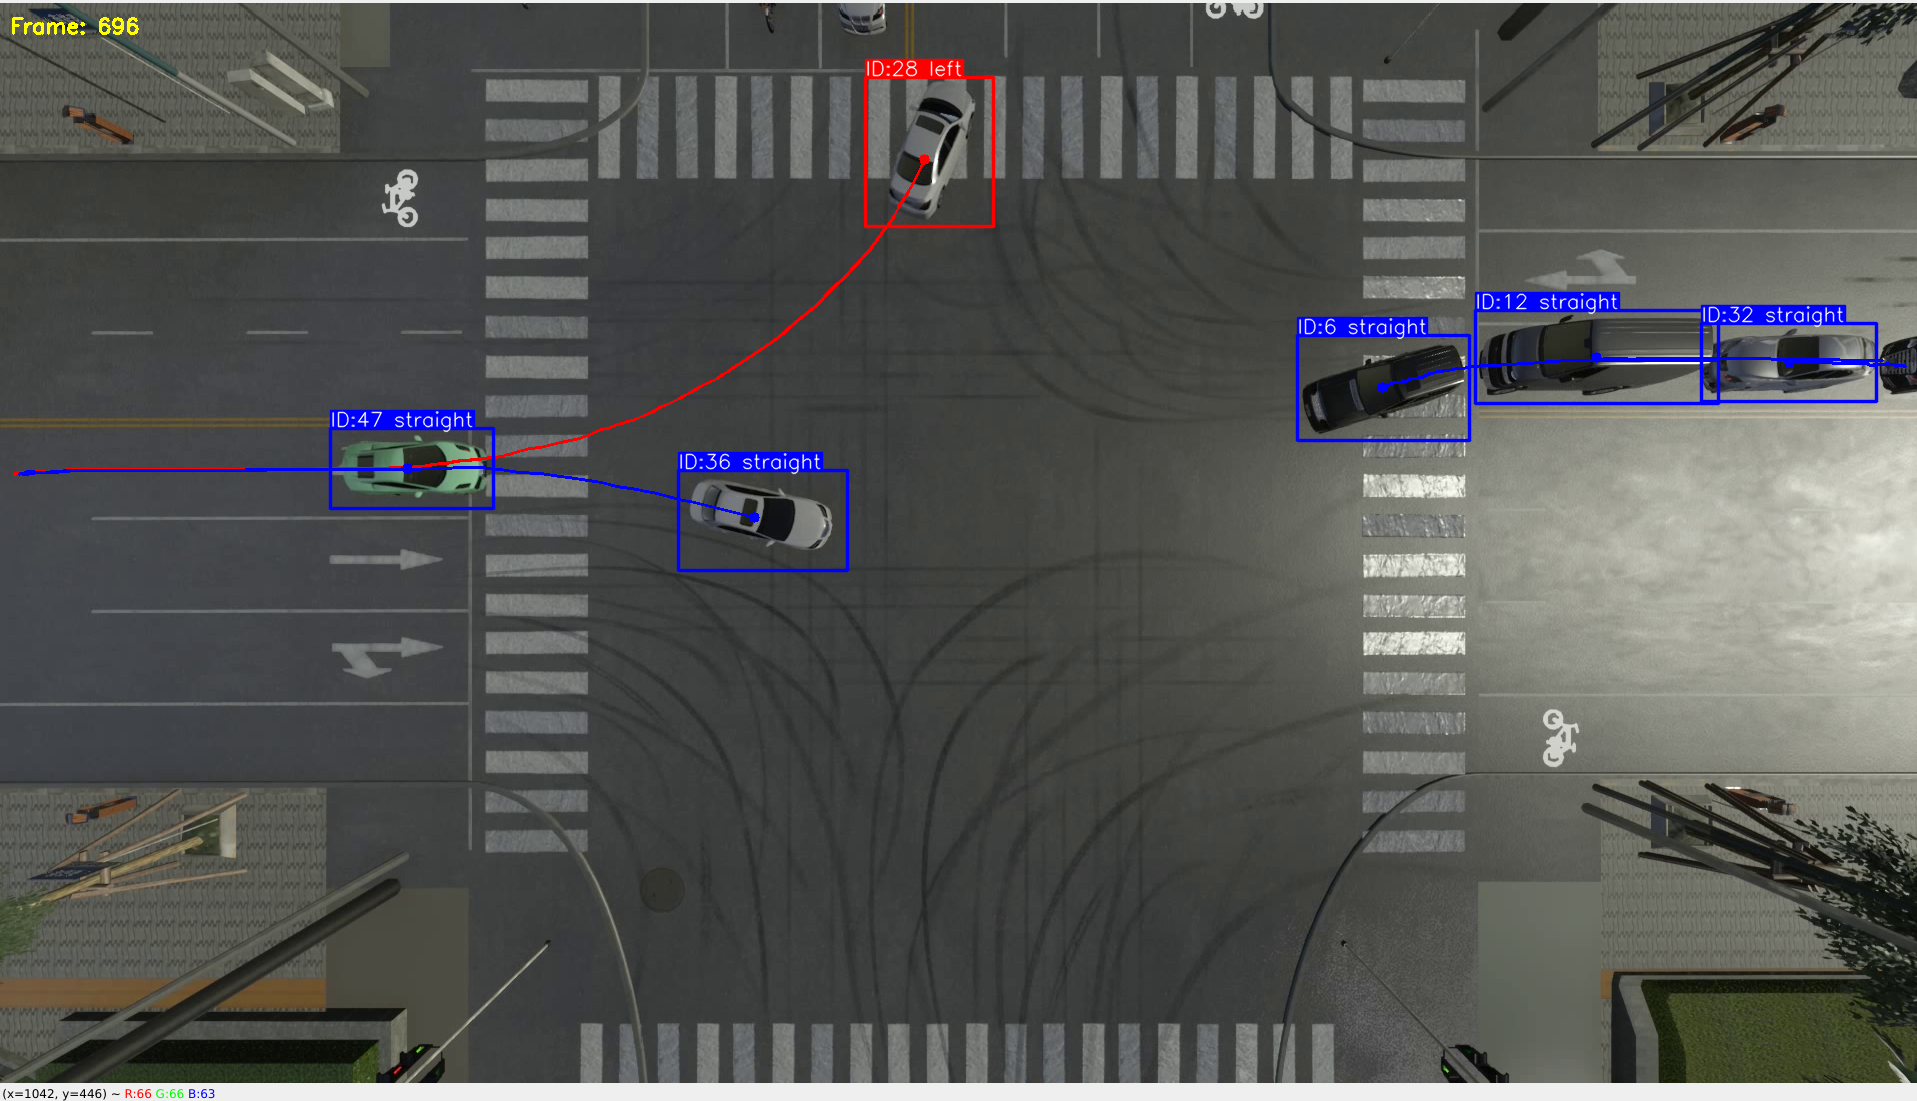 Frame: 696
ID:28 left
ID:12 straight
ID:32 straight
ID:6 straight
ID:47 straight
ID:36 straight
(x=1042, y=446) ~ R:66 G:66 B:63